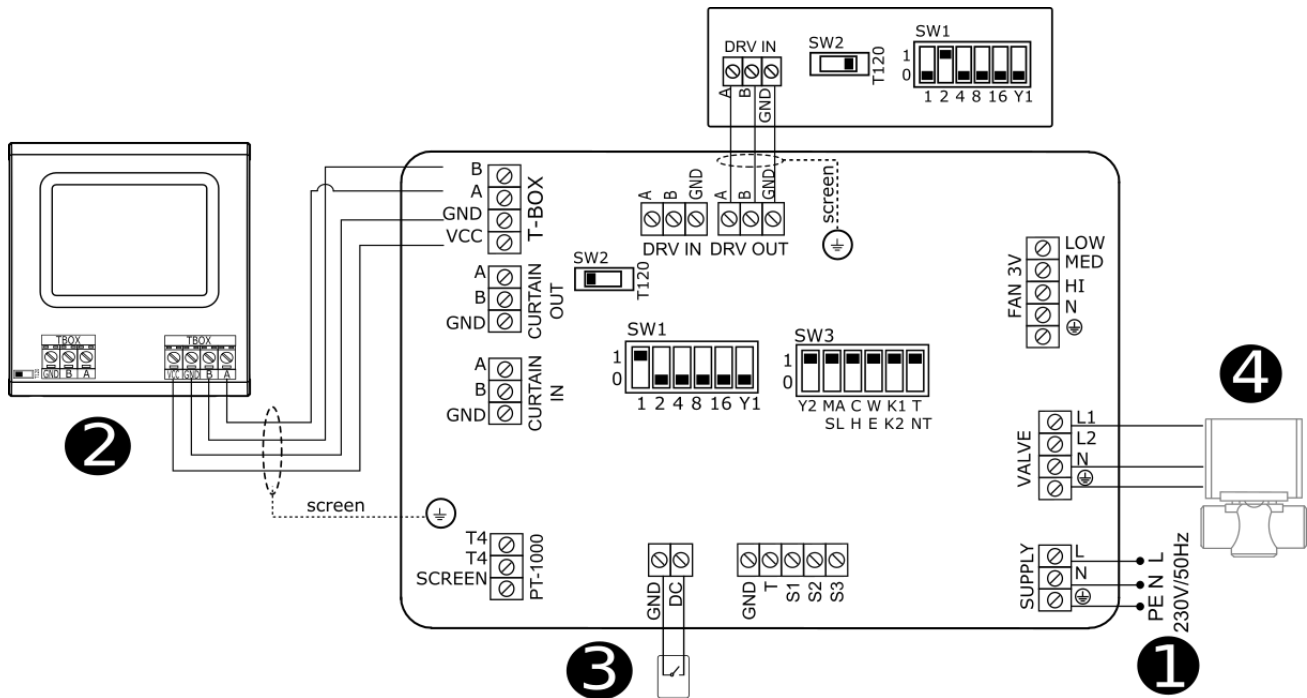 DRV IN
A
B
GND
SW2
T120
SW1
1
0
1 2 4 8 16 Y1
B
A
GND
VCC
T-BOX
A
B
GND
DRV IN
A
B
GND
DRV OUT
screen
SW2
T120
A
B
GND
CURTAIN
OUT
A
B
GND
CURTAIN
IN
SW1
1
0
1 2 4 8 16 Y1
SW3
1
0
Y2 MA C W K1 T
SL H E K2 NT
FAN 3V
LOW
MED
HI
N
TBOX
GND B A
TBOX
VCC GND B A
2
screen
4
VALVE
L1
L2
N
T4
T4
SCREEN
PT-1000
GND
DC
GND
T
S1
S2
S3
SUPPLY
L
N
L
N
PE
230V/50Hz
3
1